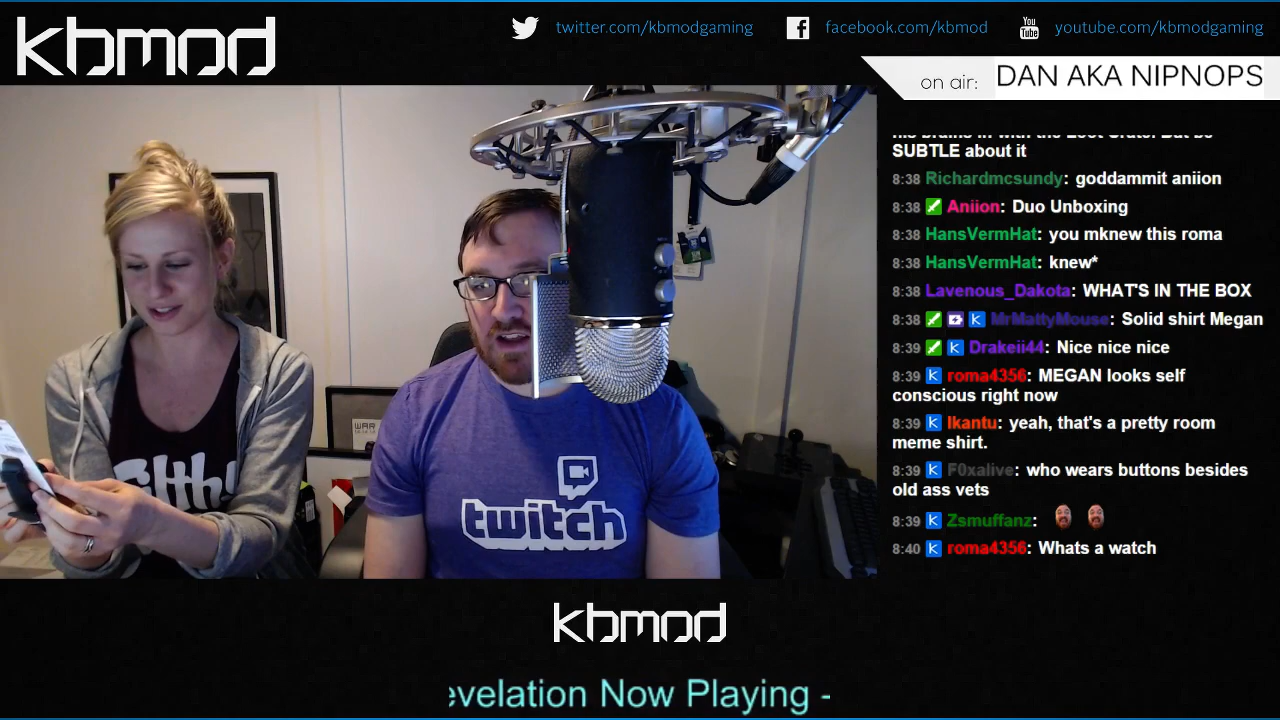 kbmod
twitter.com/kbmodgaming
facebook.com/kbmod
You
Tube
youtube.com/kbmodgaming
on air: DAN AKA NIPNOPS
SUBTLE about it
8:38 Richardmcsundy: goddammit aniion
8:38 Aniion: Duo Unboxing
8:38 HansVermHat: you mknew this roma
8:38 HansVermHat: knew*
8:38 Lavenous_Dakota: WHAT'S IN THE BOX
8:38 K MrMattyMouse: Solid shirt Megan
8:39 K Drakeii44: Nice nice nice
8:39 K roma4356: MEGAN looks self
conscious right now
8:39 K Ikantu: yeah, that's a pretty room
meme shirt.
8:39 K F0xalive: who wears buttons besides
old ass vets
8:39 K Zsmuffanz:
8:40 K roma4356: Whats a watch
WAR
filth!
twitch
kbmod
evelation Now Playing -